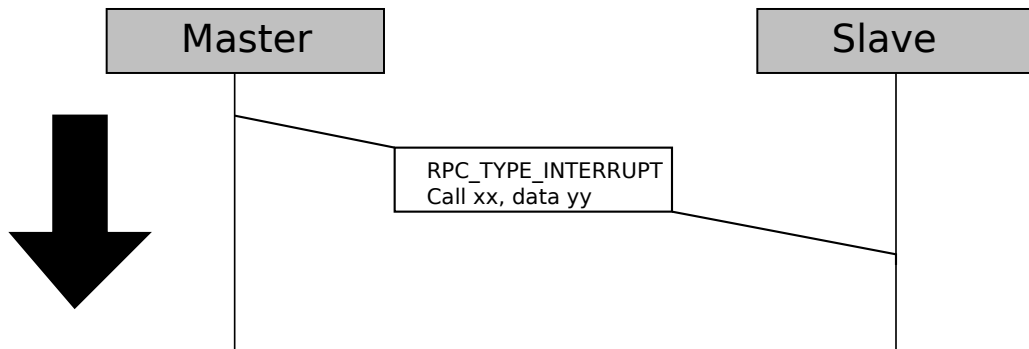 Master
Slave
RPC_TYPE_INTERRUPT
Call xx, data yy